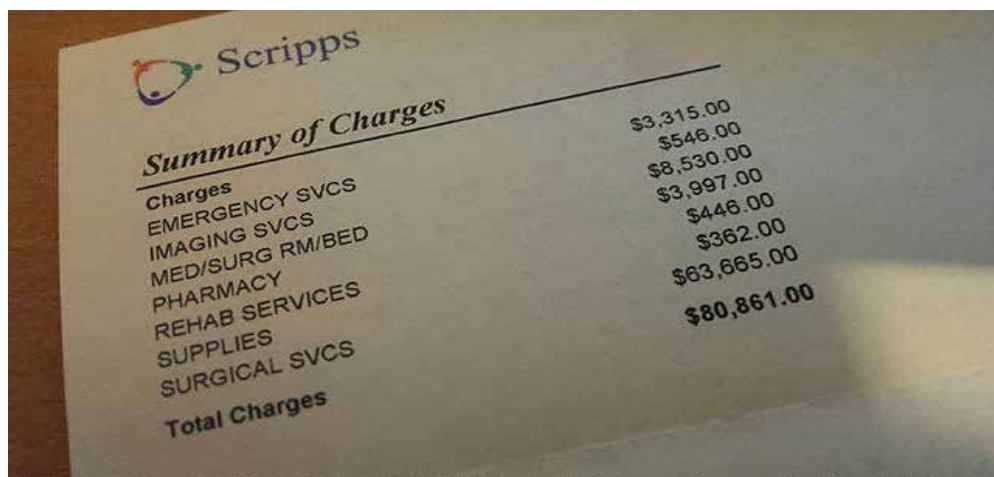 Scripps
Summary of Charges
Charges
EMERGENCY SVCS $3,315.00
IMAGING SVCS $546.00
MED/SURG RM/BED $8,530.00
PHARMACY $3,997.00
REHAB SERVICES $446.00
SUPPLIES $362.00
SURGICAL SVCS $63,665.00
Total Charges $80,861.00